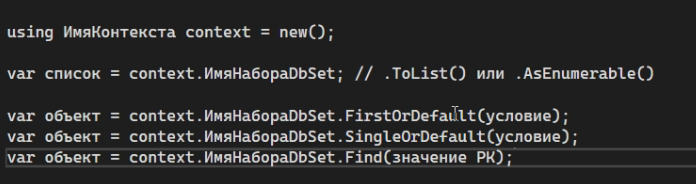 using ИмяКонтекста context = new();
var список = context.ИмяНабораDbSet; // .ToList() или .AsEnumerable()
var объект = context.ИмяНабораDbSet.FirstOrDefault(условие);
var объект = context.ИмяНабораDbSet.SingleOrDefault(условие);
var объект = context.ИмяНабораDbSet.Find(значение PK);